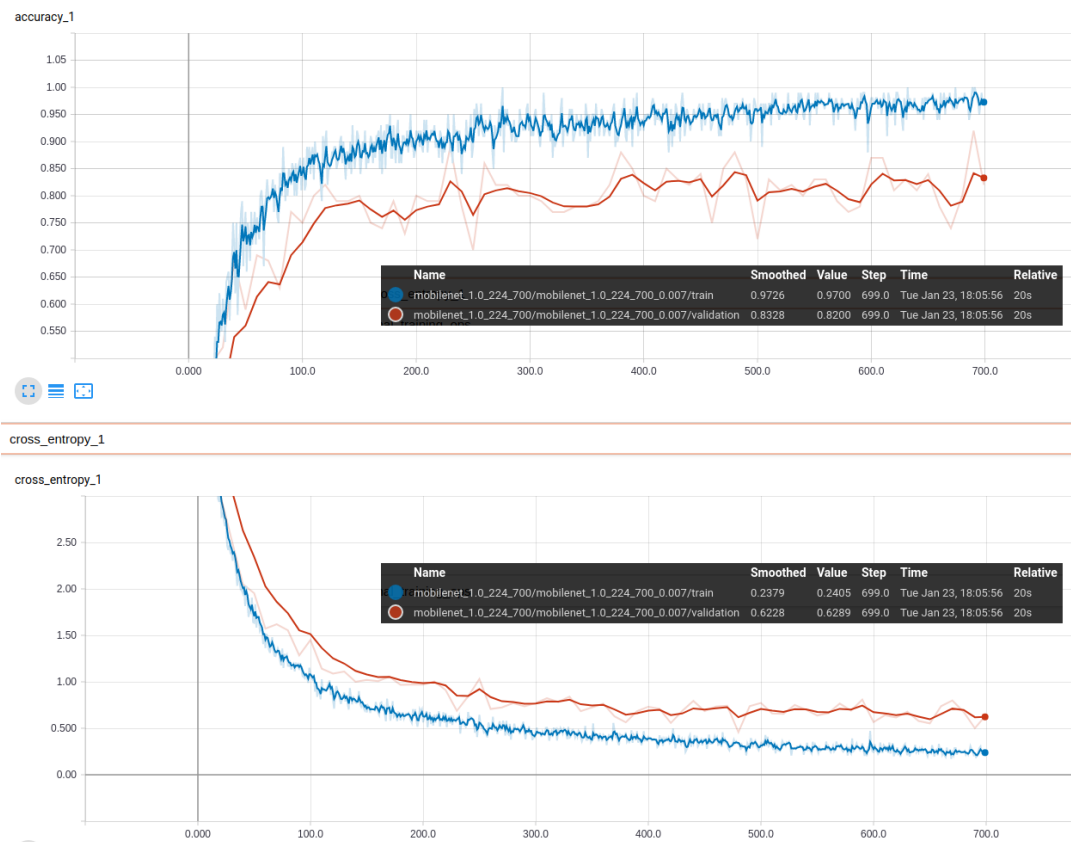 accuracy_1
1.05
1.00
0.950
0.900
0.850
0.800
0.750
0.700
0.650
0.600
0.550
Name Smoothed Value Step Time Relative
mobilenet_1.0_224_700/mobilenet_1.0_224_700_0.007/train 0.9726 0.9700 699.0 Tue Jan 23, 18:05:56 20s
mobilenet_1.0_224_700/mobilenet_1.0_224_700_0.007/validation 0.8328 0.8200 699.0 Tue Jan 23, 18:05:56 20s
0.000 100.0 200.0 300.0 400.0 500.0 600.0 700.0
cross_entropy_1
cross_entropy_1
2.50
2.00
1.50
1.00
0.500
0.00
Name Smoothed Value Step Time Relative
mobilenet_1.0_224_700/mobilenet_1.0_224_700_0.007/train 0.2379 0.2405 699.0 Tue Jan 23, 18:05:56 20s
mobilenet_1.0_224_700/mobilenet_1.0_224_700_0.007/validation 0.6228 0.6289 699.0 Tue Jan 23, 18:05:56 20s
0.000 100.0 200.0 300.0 400.0 500.0 600.0 700.0